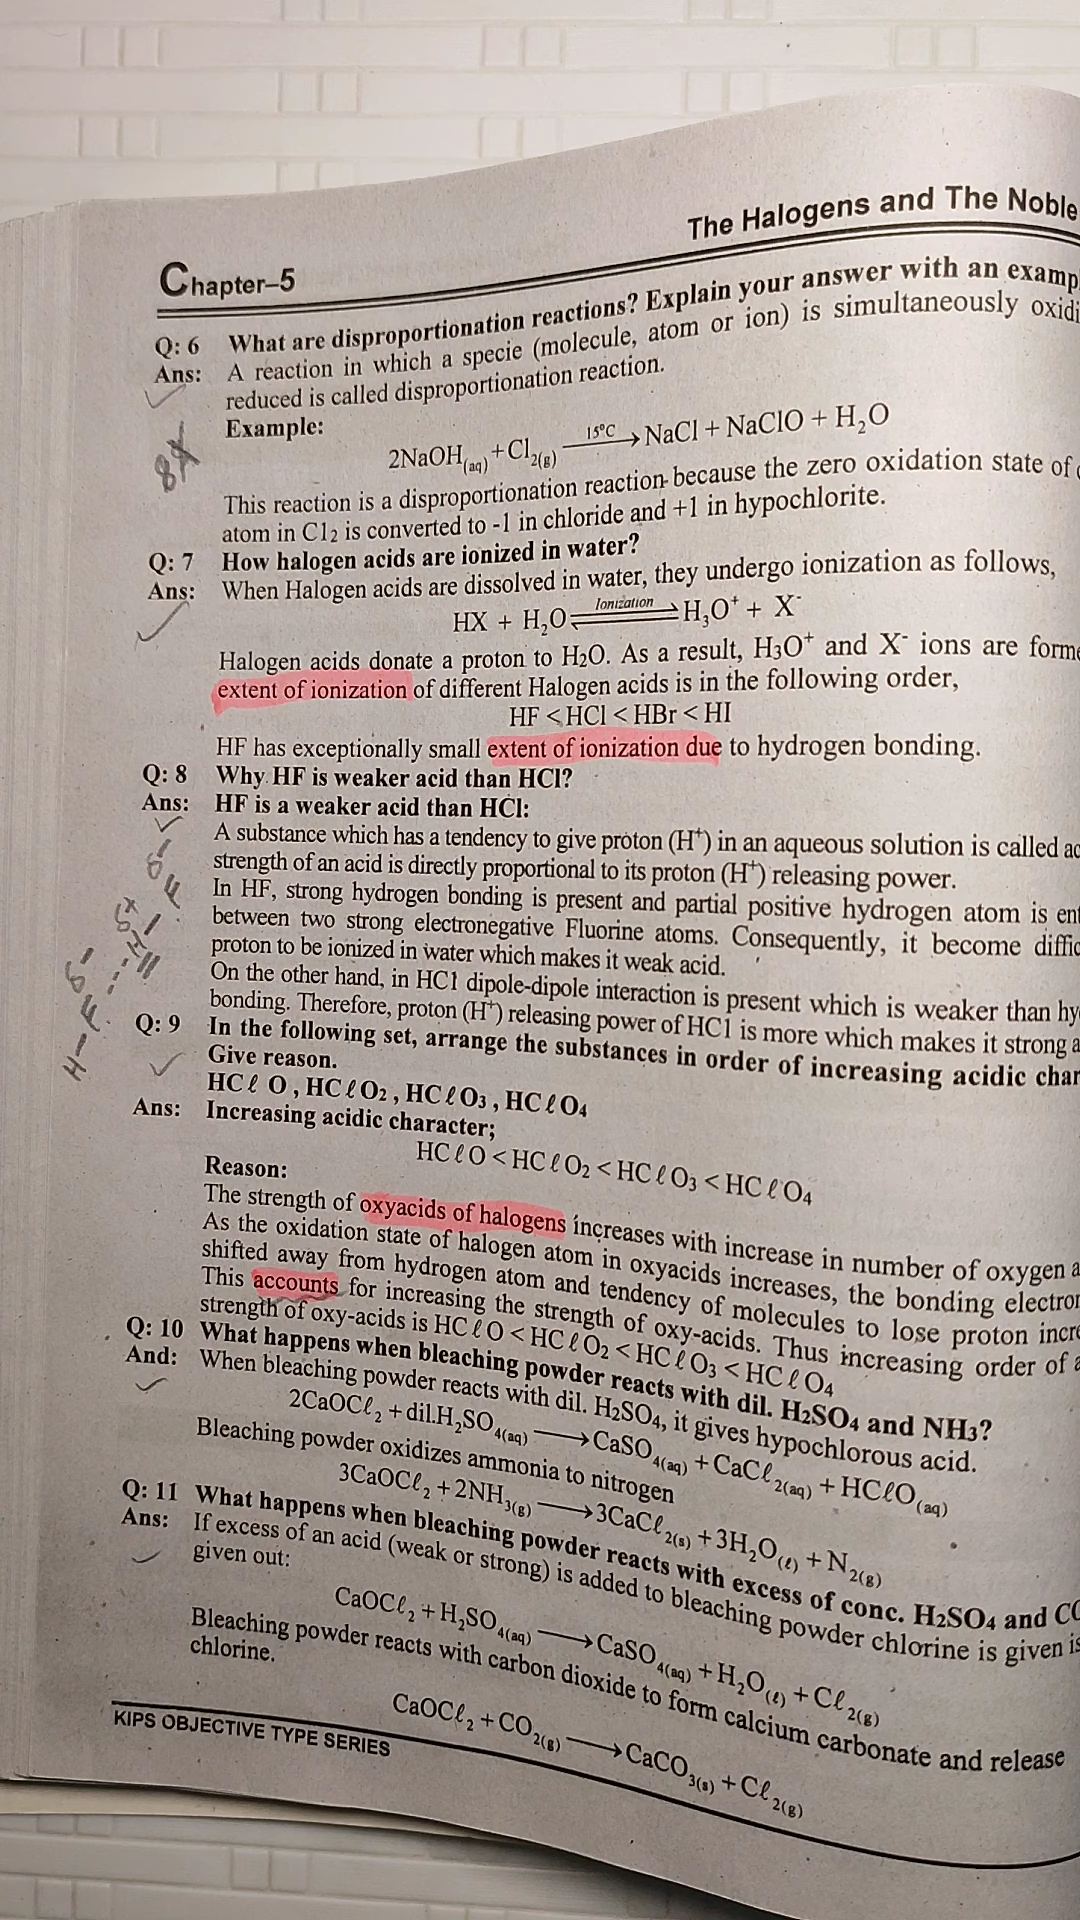 The Halogens and The Noble
Chapter–5
Q: 6 What are disproportionation reactions? Explain your answer with an examp
Ans: A reaction in which a specie (molecule, atom or ion) is simultaneously oxidi
reduced is called disproportionation reaction.
Example:
2NaOH(aq) + Cl2(g) —15°C→ NaCl + NaClO + H2O
This reaction is a disproportionation reaction because the zero oxidation state of
atom in Cl2 is converted to -1 in chloride and +1 in hypochlorite.
Q: 7 How halogen acids are ionized in water?
Ans: When Halogen acids are dissolved in water, they undergo ionization as follows,
HX + H2O ⇌ Ionization H3O+ + X-
Halogen acids donate a proton to H2O. As a result, H3O+ and X- ions are forme
extent of ionization of different Halogen acids is in the following order,
HF < HCl < HBr < HI
HF has exceptionally small extent of ionization due to hydrogen bonding.
Q: 8 Why HF is weaker acid than HCl?
Ans: HF is a weaker acid than HCl:
A substance which has a tendency to give proton (H+) in an aqueous solution is called ac
strength of an acid is directly proportional to its proton (H+) releasing power.
In HF, strong hydrogen bonding is present and partial positive hydrogen atom is ent
between two strong electronegative Fluorine atoms. Consequently, it become diffic
proton to be ionized in water which makes it weak acid.
On the other hand, in HCl dipole-dipole interaction is present which is weaker than hy
bonding. Therefore, proton (H+) releasing power of HCl is more which makes it strong a
Q: 9 In the following set, arrange the substances in order of increasing acidic char
Give reason.
HCℓO, HCℓO2, HCℓO3, HCℓO4
Ans: Increasing acidic character;
HCℓO < HCℓO2 < HCℓO3 < HCℓO4
Reason:
The strength of oxyacids of halogens increases with increase in number of oxygen a
As the oxidation state of halogen atom in oxyacids increases, the bonding electron
shifted away from hydrogen atom and tendency of molecules to lose proton incre
This accounts for increasing the strength of oxy-acids. Thus increasing order of a
strength of oxy-acids is HCℓO < HCℓO2 < HCℓO3 < HCℓO4
Q: 10 What happens when bleaching powder reacts with dil. H2SO4 and NH3?
And: When bleaching powder reacts with dil. H2SO4, it gives hypochlorous acid.
2CaOCℓ2 + dil.H2SO4(aq) → CaSO4(aq) + CaCℓ2(aq) + HCℓO(aq)
Bleaching powder oxidizes ammonia to nitrogen
3CaOCℓ2 + 2NH3(g) → 3CaCℓ2(s) + 3H2O(ℓ) + N2(g)
Q: 11 What happens when bleaching powder reacts with excess of conc. H2SO4 and CO
Ans: If excess of an acid (weak or strong) is added to bleaching powder chlorine is given is
given out:
CaOCℓ2 + H2SO4(aq) → CaSO4(aq) + H2O(ℓ) + Cℓ2(g)
Bleaching powder reacts with carbon dioxide to form calcium carbonate and release
chlorine.
CaOCℓ2 + CO2(g) → CaCO3(s) + Cℓ2(g)
KIPS OBJECTIVE TYPE SERIES